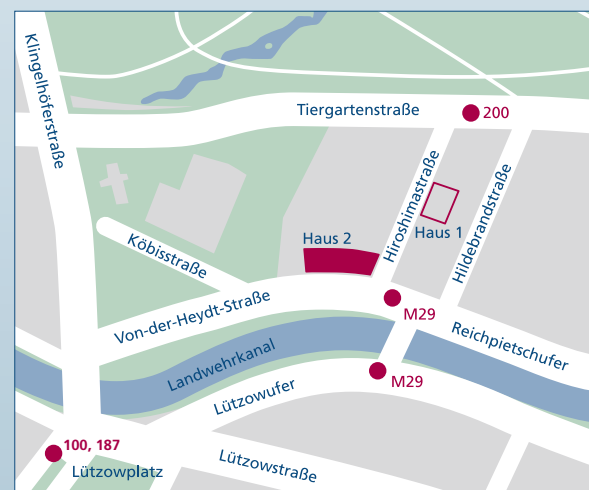 Klingelhöferstraße
Tiergartenstraße
200
Hiroshimastraße
Hildebrandstraße
Haus 1
Haus 2
Köbisstraße
Von-der-Heydt-Straße
M29
Reichpietschufer
Landwehrkanal
M29
Lützowufer
100, 187
Lützowplatz
Lützowstraße